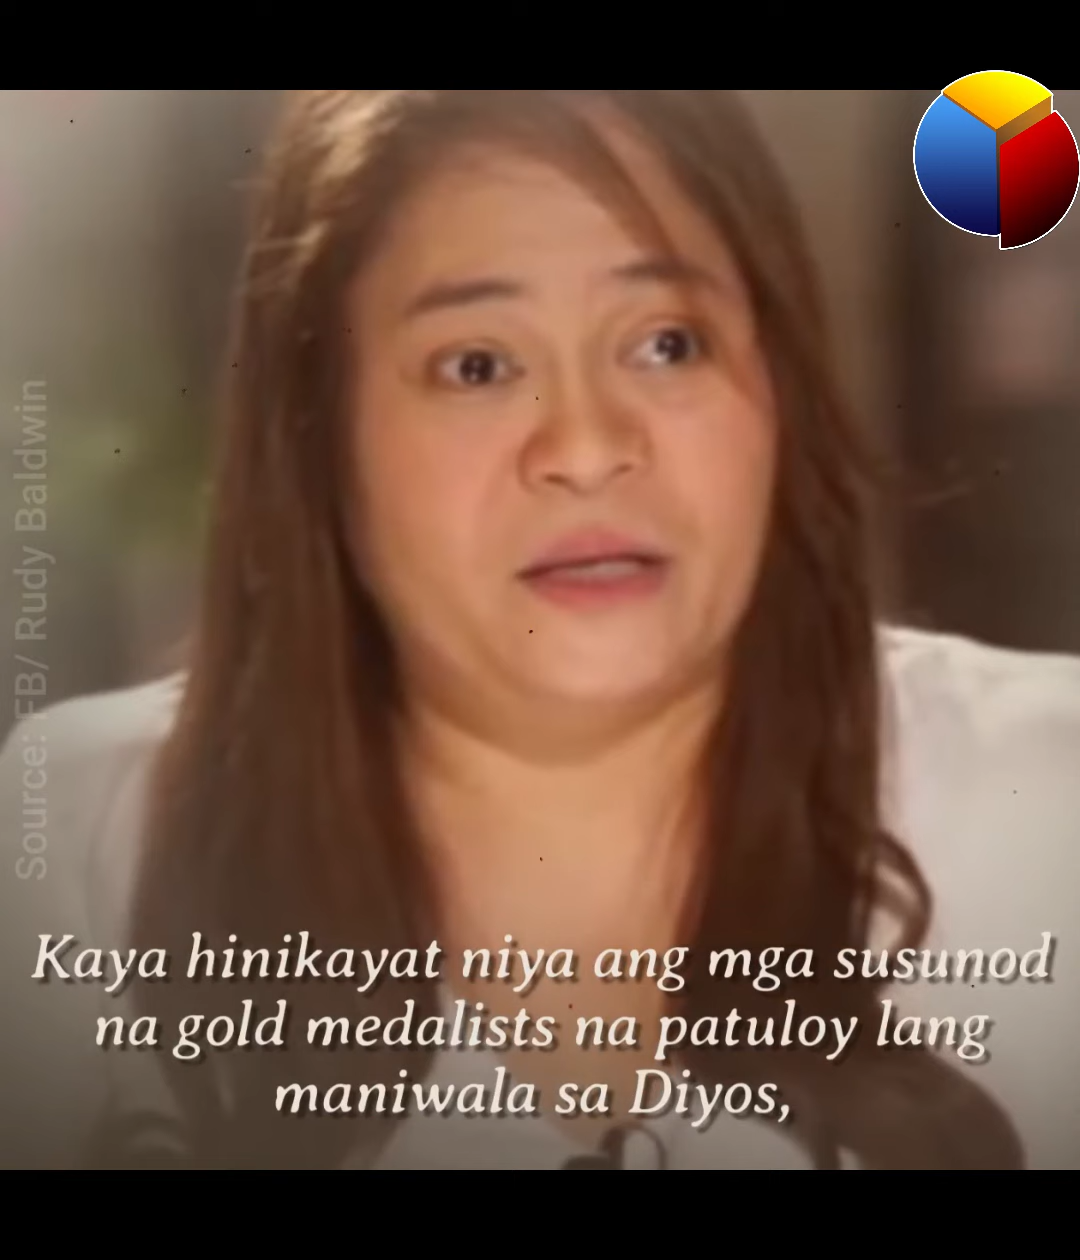 Source: FB/ Rudy Baldwin
Kaya hinikayat niya ang mga susunod
na gold medalists na patuloy lang
maniwala sa Diyos,